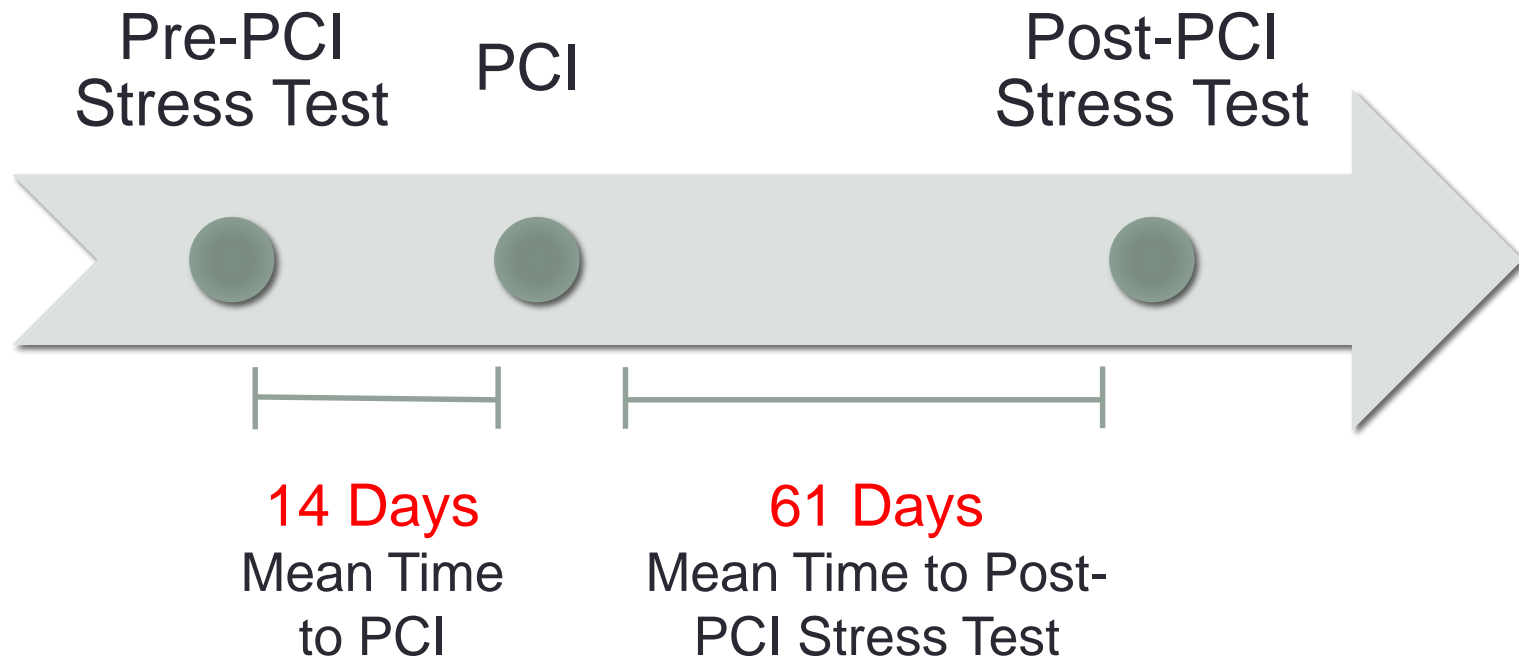 Pre-PCI
Stress Test
PCI
Post-PCI
Stress Test
14 Days
Mean Time
to PCI
61 Days
Mean Time to Post-
PCI Stress Test